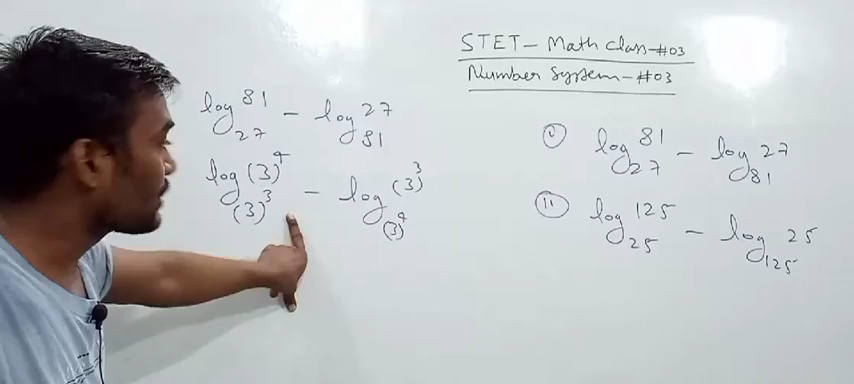 STET - Math class-#03
Number System-#03
log₂₇ 81 - log₈₁ 27
log₍₃₎³ (3)⁴ - log₍₃₎⁴ (3)³
log₂₇ 81 - log₈₁ 27
(ii) log₂₅ 125 - log₁₂₅ 25